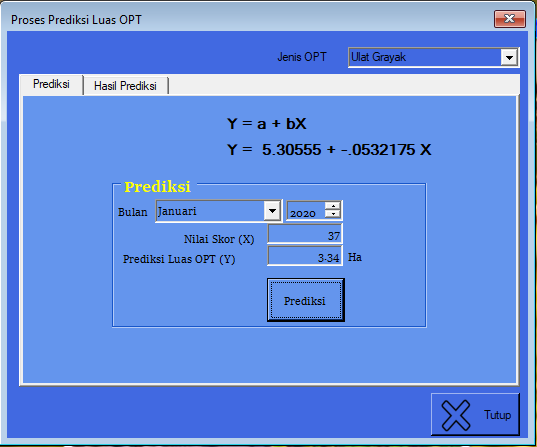 Proses Prediksi Luas OPT
Jenis OPT Ulat Grayak
Prediksi Hasil Prediksi
Y = a + bX
Y = 5.30555 + -.0532175 X
Prediksi
Bulan Januari 2020
Nilai Skor (X) 37
Prediksi Luas OPT (Y) 3.34 Ha
Prediksi
Tutup